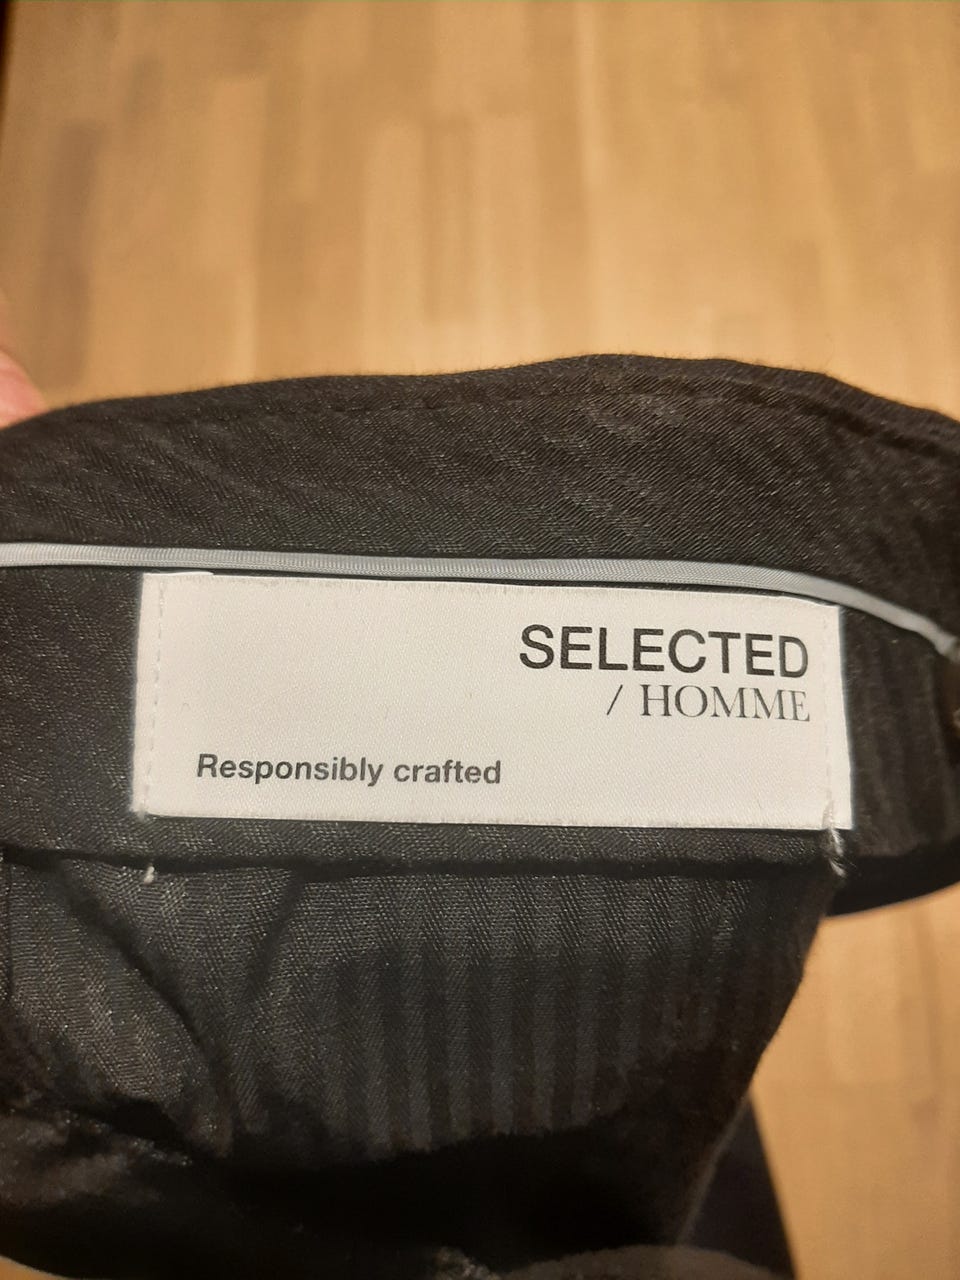 SELECTED
/ HOMME
Responsibly crafted